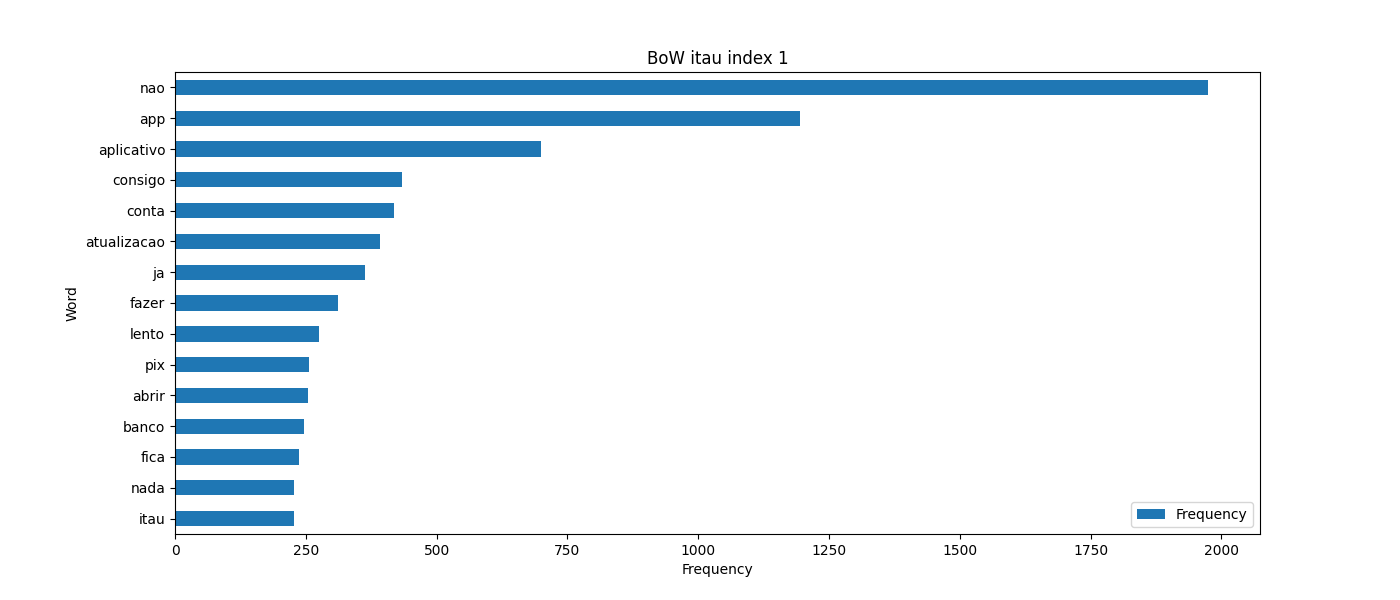 BoW itau index 1
nao
app
aplicativo
consigo
conta
atualizacao
ja
fazer
lento
pix
abrir
banco
fica
nada
itau
Word
Frequency
0 250 500 750 1000 1250 1500 1750 2000
Frequency